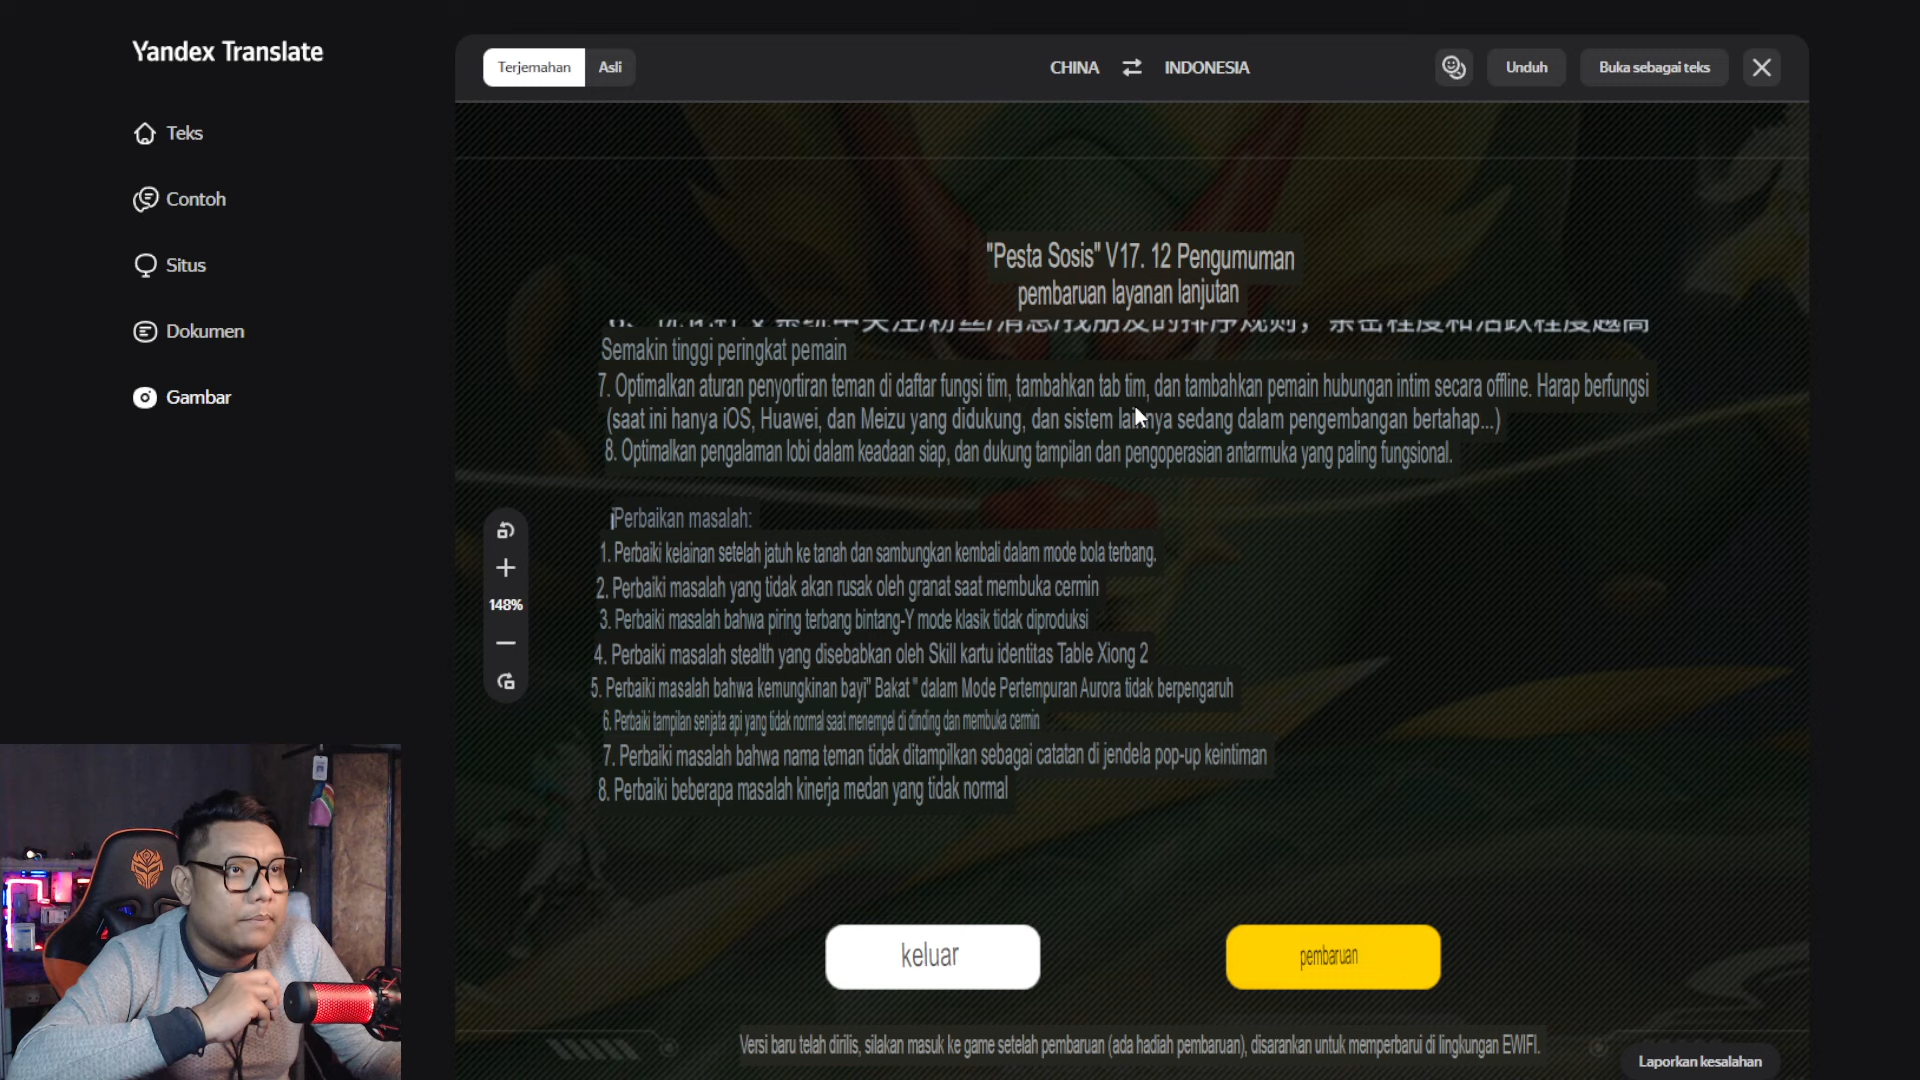 Yandex Translate
Terjemahan
Asli
CHINA
INDONESIA
Unduh
Buka sebagai teks
Teks
Contoh
Situs
Dokumen
Gambar
148%
"Pesta Sosis" V17. 12 Pengumuman
pembaruan layanan lanjutan
Semakin tinggi peringkat pemain
7. Optimalkan aturan penyortiran teman di daftar fungsi tim, tambahkan tab tim, dan tambahkan pemain hubungan intim secara offline. Harap berfungsi
(saat ini hanya iOS, Huawei, dan Meizu yang didukung, dan sistem lainnya sedang dalam pengembangan bertahap...)
8. Optimalkan pengalaman lobi dalam keadaan siap, dan dukung tampilan dan pengoperasian antarmuka yang paling fungsional.
Perbaikan masalah:
1. Perbaiki kelainan setelah jatuh ke tanah dan sambungkan kembali dalam mode bola terbang.
2. Perbaiki masalah yang tidak akan rusak oleh granat saat membuka cermin
3. Perbaiki masalah bahwa piring terbang bintang-Y mode klasik tidak diproduksi
4. Perbaiki masalah stealth yang disebabkan oleh Skill kartu identitas Table Xiong 2
5. Perbaiki masalah bahwa kemungkinan bayi" Bakat " dalam Mode Pertempuran Aurora tidak berpengaruh
6. Perbaiki tampilan senjata api yang tidak normal saat menempel di dinding dan membuka cermin
7. Perbaiki masalah bahwa nama teman tidak ditampilkan sebagai catatan di jendela pop-up keintiman
8. Perbaiki beberapa masalah kinerja medan yang tidak normal
keluar
pembaruan
Versi baru telah dirilis, silakan masuk ke game setelah pembaruan (ada hadiah pembaruan), disarankan untuk memperbarui di lingkungan EWIFI.
Laporkan kesalahan